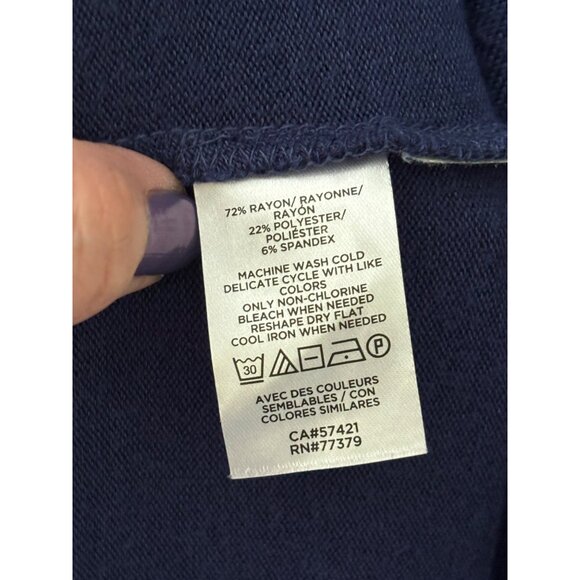 72% RAYON/ RAYONNE/
RAYÓN
22% POLYESTER/
POLIÉSTER
6% SPANDEX
MACHINE WASH COLD
DELICATE CYCLE WITH LIKE
COLORS
ONLY NON-CHLORINE
BLEACH WHEN NEEDED
RESHAPE DRY FLAT
COOL IRON WHEN NEEDED
30 P
AVEC DES COULEURS
SEMBLABLES / CON
COLORES SIMILARES
CA#57421
RN#77379